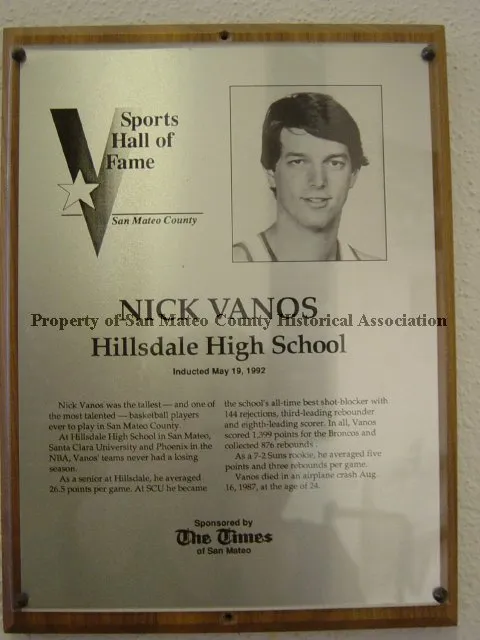 Sports
Hall of
Fame
San Mateo County
NICK VANOS
Property of San Mateo County Historical Association
Hillsdale High School
Inducted May 19, 1992
Nick Vanos was the tallest — and one of
the most talented — basketball players
ever to play in San Mateo County.
At Hillsdale High School in San Mateo,
Santa Clara University and Phoenix in the
NBA, Vanos' teams never had a losing
season.
As a senior at Hillsdale, he averaged
26.5 points per game. At SCU he became
the school's all-time best shot-blocker with
144 rejections, third-leading rebounder
and eighth-leading scorer. In all, Vanos
scored 1,399 points for the Broncos and
collected 876 rebounds .
As a 7-2 Suns rookie, he averaged five
points and three rebounds per game.
Vanos died in an airplane crash Aug.
16, 1987, at the age of 24.
Sponsored by
The Times
of San Mateo